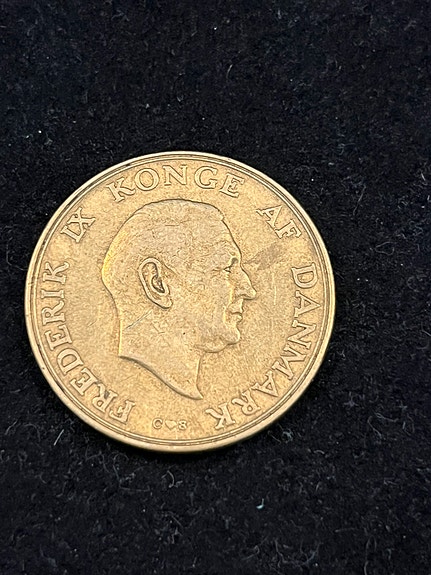 FREDERIK IX KONGE AF DANMARK
C♥S